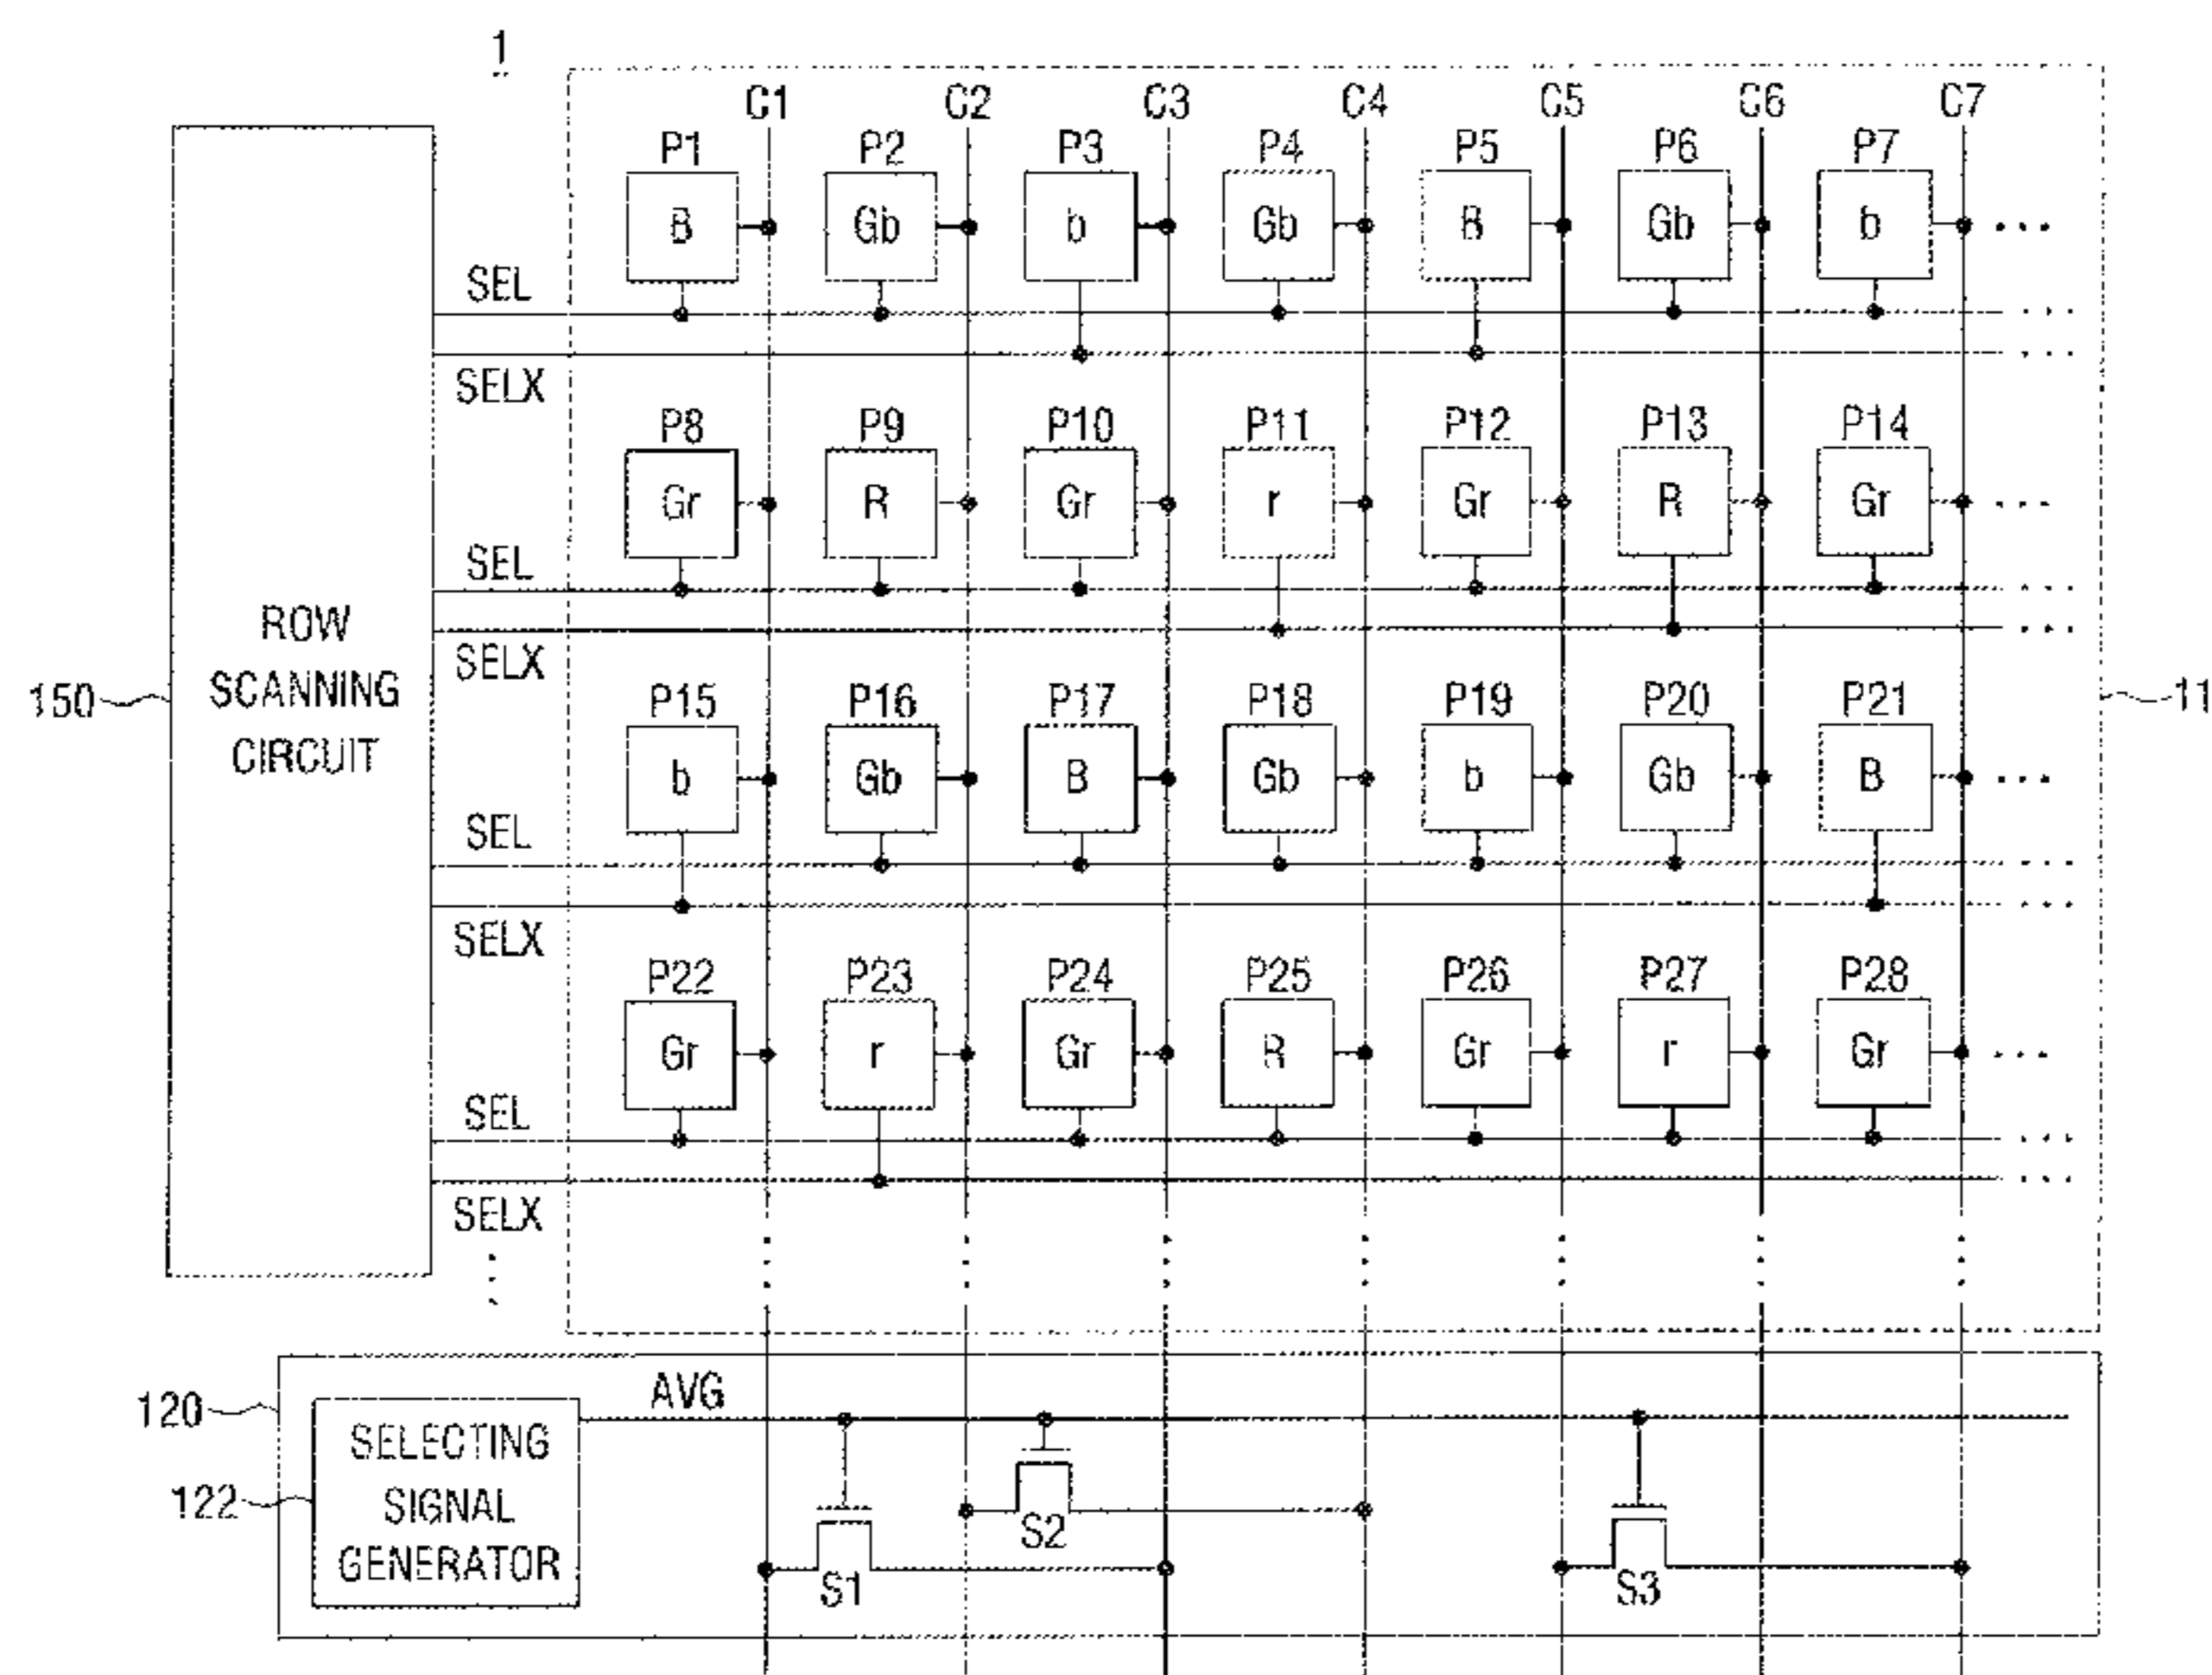 1
C1 C2 C3 C4 C5 C6 C7
P1 P2 P3 P4 P5 P6 P7
B Gb b Gb B Gb b ...
SEL
SELX
P8 P9 P10 P11 P12 P13 P14
Gr R Gr r Gr R Gr ...
SEL
ROW
SCANNING
CIRCUIT
SELX
150
11
P15 P16 P17 P18 P19 P20 P21
b Gb B Gb b Gb B ...
SEL
SELX
P22 P23 P24 P25 P26 P27 P28
Gr r Gr R Gr r Gr ...
SEL
SELX
120
AVG
122
SELECTING
SIGNAL
GENERATOR
S1
S2
S3